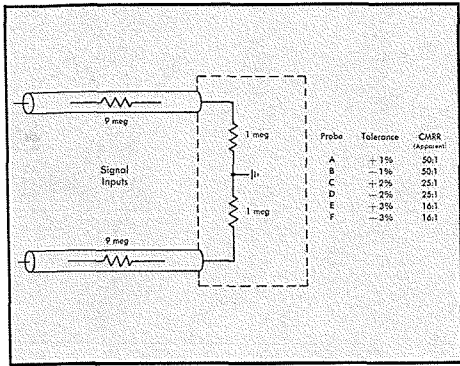 9 meg
1 meg
Signal
Inputs
1 meg
9 meg
Probe Tolerance CMRR
(Apparent)
A +1% 50:1
B −1% 50:1
C +2% 25:1
D −2% 25:1
E +3% 16:1
F −3% 16:1